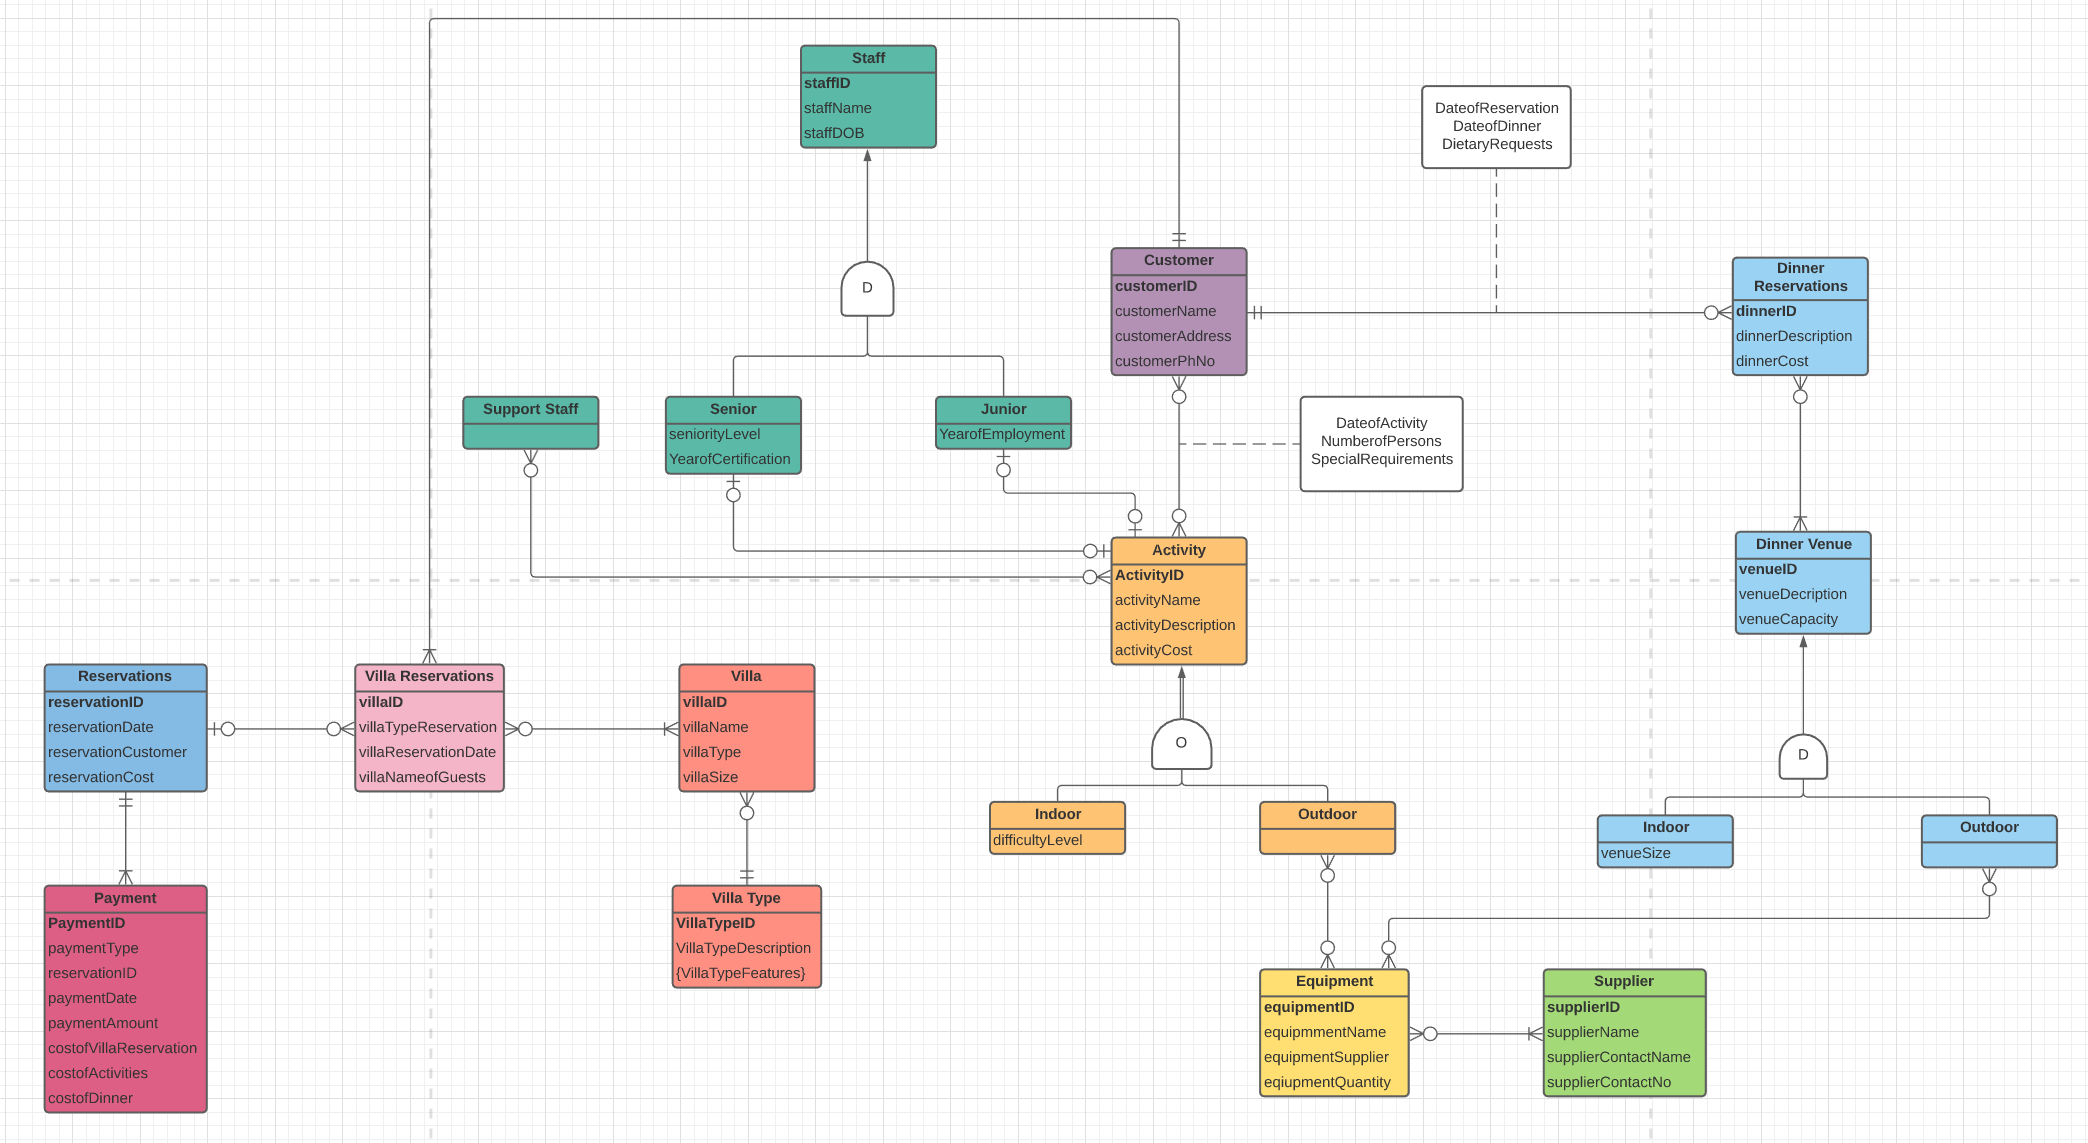 Staff
staffID
staffName
staffDOB
DateofReservation
DateofDinner
DietaryRequests
D
Customer
customerID
customerName
customerAddress
customerPhNo
Dinner
Reservations
dinnerID
dinnerDescription
dinnerCost
Support Staff
Senior
seniorityLevel
YearofCertification
Junior
YearofEmployment
DateofActivity
NumberofPersons
SpecialRequirements
Activity
ActivityID
activityName
activityDescription
activityCost
Dinner Venue
venueID
venueDecription
venueCapacity
Reservations
reservationID
reservationDate
reservationCustomer
reservationCost
Villa Reservations
villaID
villaTypeReservation
villaReservationDate
villaNameofGuests
Villa
villaID
villaName
villaType
villaSize
O
D
Indoor
difficultyLevel
Outdoor
Indoor
venueSize
Outdoor
Payment
PaymentID
paymentType
reservationID
paymentDate
paymentAmount
costofVillaReservation
costofActivities
costofDinner
Villa Type
VillaTypeID
VillaTypeDescription
{VillaTypeFeatures}
Equipment
equipmentID
equipmmentName
equipmentSupplier
eqiupmentQuantity
Supplier
supplierID
supplierName
supplierContactName
supplierContactNo